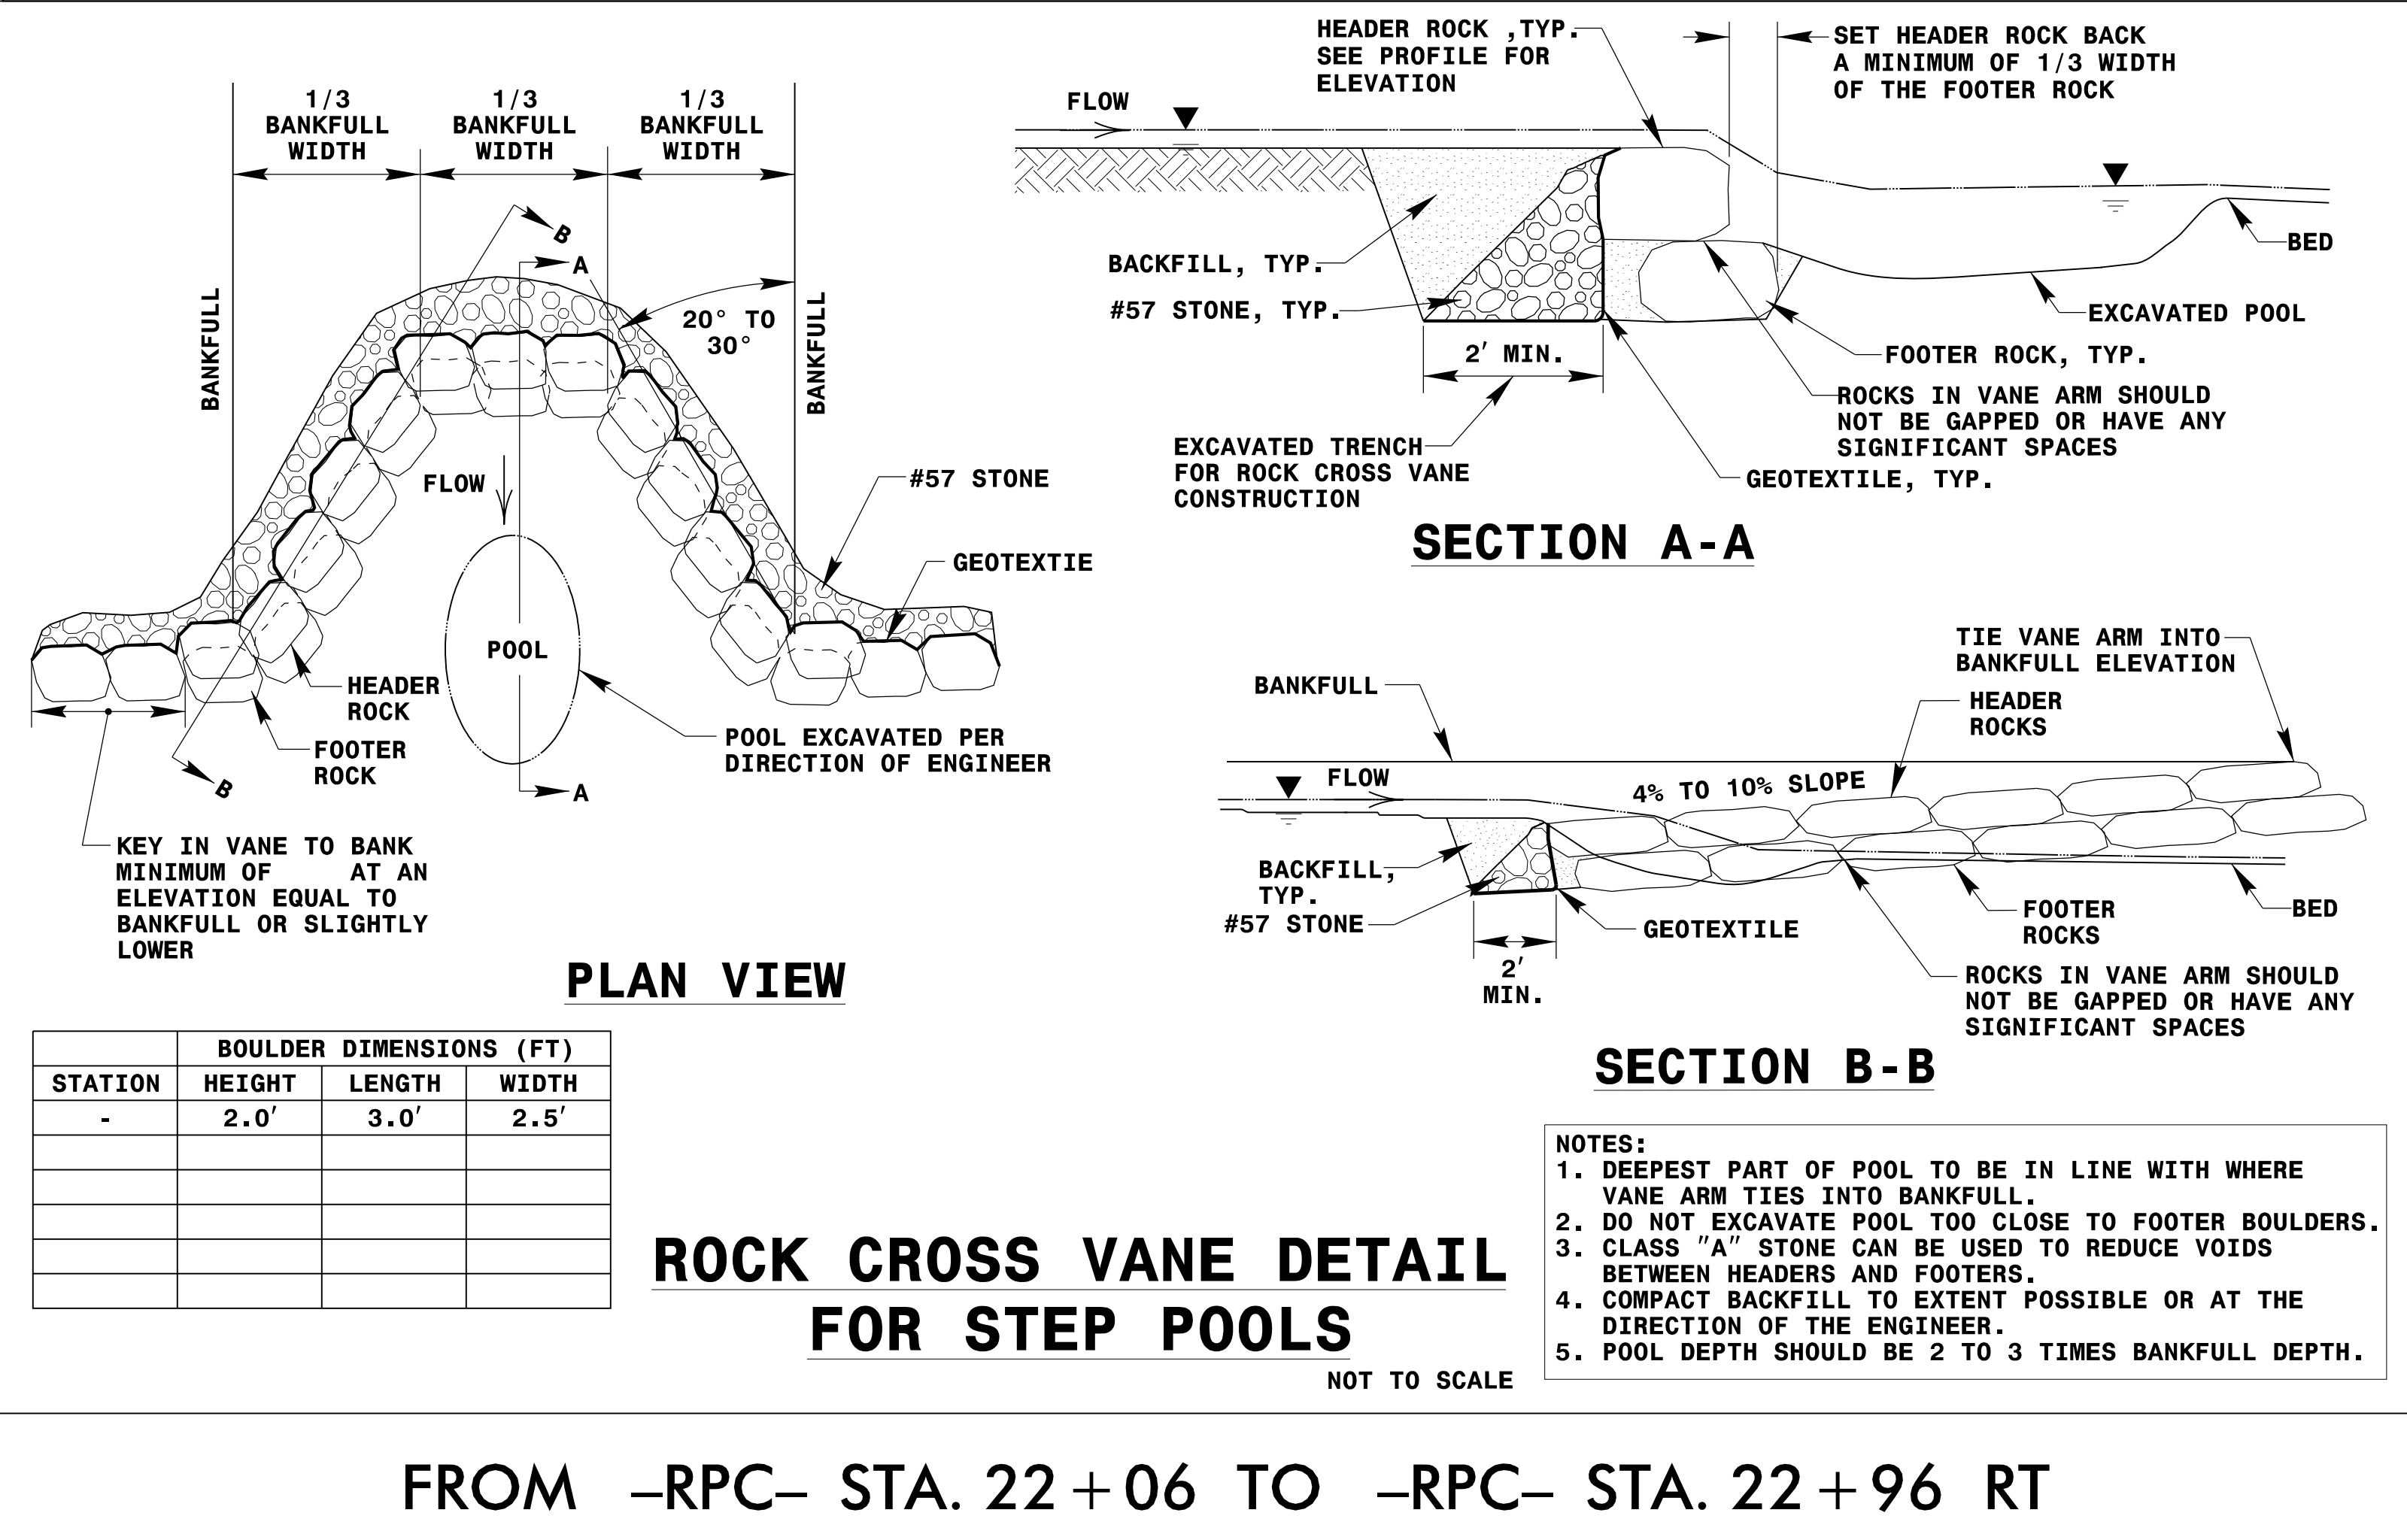 1/3
BANKFULL
WIDTH
1/3
BANKFULL
WIDTH
1/3
BANKFULL
WIDTH
B
A
20° TO
30°
BANKFULL
BANKFULL
FLOW
#57 STONE
GEOTEXTIE
POOL
HEADER
ROCK
FOOTER
ROCK
POOL EXCAVATED PER
DIRECTION OF ENGINEER
B
A
KEY IN VANE TO BANK
MINIMUM OF     AT AN
ELEVATION EQUAL TO
BANKFULL OR SLIGHTLY
LOWER
PLAN VIEW
HEADER ROCK ,TYP.
SEE PROFILE FOR
ELEVATION
SET HEADER ROCK BACK
A MINIMUM OF 1/3 WIDTH
OF THE FOOTER ROCK
FLOW
BACKFILL, TYP.
#57 STONE, TYP.
BED
EXCAVATED POOL
2' MIN.
FOOTER ROCK, TYP.
ROCKS IN VANE ARM SHOULD
NOT BE GAPPED OR HAVE ANY
SIGNIFICANT SPACES
EXCAVATED TRENCH
FOR ROCK CROSS VANE
CONSTRUCTION
GEOTEXTILE, TYP.
SECTION A-A
TIE VANE ARM INTO
BANKFULL ELEVATION
BANKFULL
HEADER
ROCKS
FLOW
4% TO 10% SLOPE
BACKFILL,
TYP.
#57 STONE
GEOTEXTILE
2'
MIN.
FOOTER
ROCKS
BED
ROCKS IN VANE ARM SHOULD
NOT BE GAPPED OR HAVE ANY
SIGNIFICANT SPACES
SECTION B-B
BOULDER DIMENSIONS (FT)
STATION HEIGHT LENGTH WIDTH
- 2.0' 3.0' 2.5'
ROCK CROSS VANE DETAIL
FOR STEP POOLS
NOT TO SCALE
NOTES:
1. DEEPEST PART OF POOL TO BE IN LINE WITH WHERE
VANE ARM TIES INTO BANKFULL.
2. DO NOT EXCAVATE POOL TOO CLOSE TO FOOTER BOULDERS.
3. CLASS "A" STONE CAN BE USED TO REDUCE VOIDS
BETWEEN HEADERS AND FOOTERS.
4. COMPACT BACKFILL TO EXTENT POSSIBLE OR AT THE
DIRECTION OF THE ENGINEER.
5. POOL DEPTH SHOULD BE 2 TO 3 TIMES BANKFULL DEPTH.
FROM –RPC– STA. 22+06 TO –RPC– STA. 22+96 RT